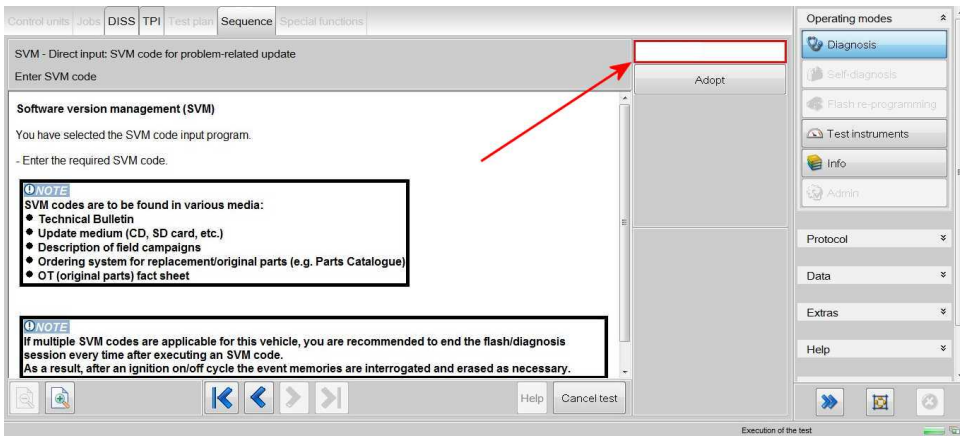 Control units Jobs DISS TPI Test plan Sequence Special functions
SVM - Direct input: SVM code for problem-related update
Enter SVM code
Adopt
Software version management (SVM)
You have selected the SVM code input program.
- Enter the required SVM code.
NOTE
SVM codes are to be found in various media:
● Technical Bulletin
● Update medium (CD, SD card, etc.)
● Description of field campaigns
● Ordering system for replacement/original parts (e.g. Parts Catalogue)
● OT (original parts) fact sheet
NOTE
If multiple SVM codes are applicable for this vehicle, you are recommended to end the flash/diagnosis
session every time after executing an SVM code.
As a result, after an ignition on/off cycle the event memories are interrogated and erased as necessary.
Help Cancel test
Operating modes
Diagnosis
Self-diagnosis
Flash re-programming
Test instruments
Info
Admin
Protocol
Data
Extras
Help
Execution of the test